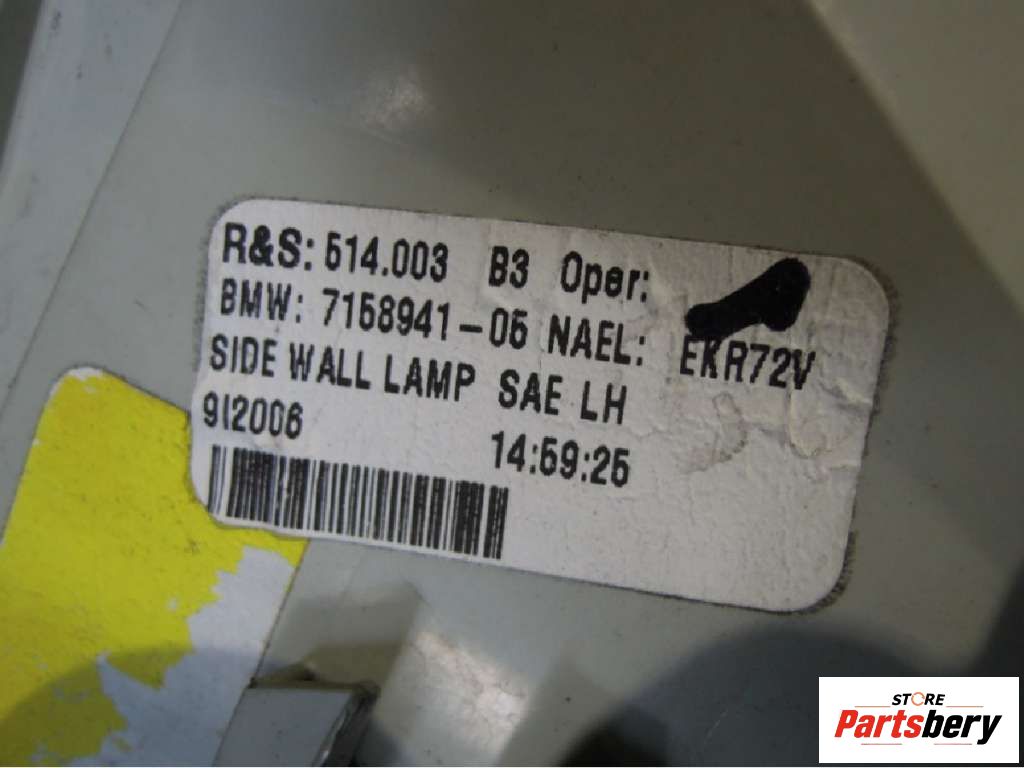 R&S: 514.003 B3 Oper:
BMW: 7158941-05 NAEL: EKR72V
SIDE WALL LAMP SAE LH
9I2006 14:59:25
STORE
Partsbery